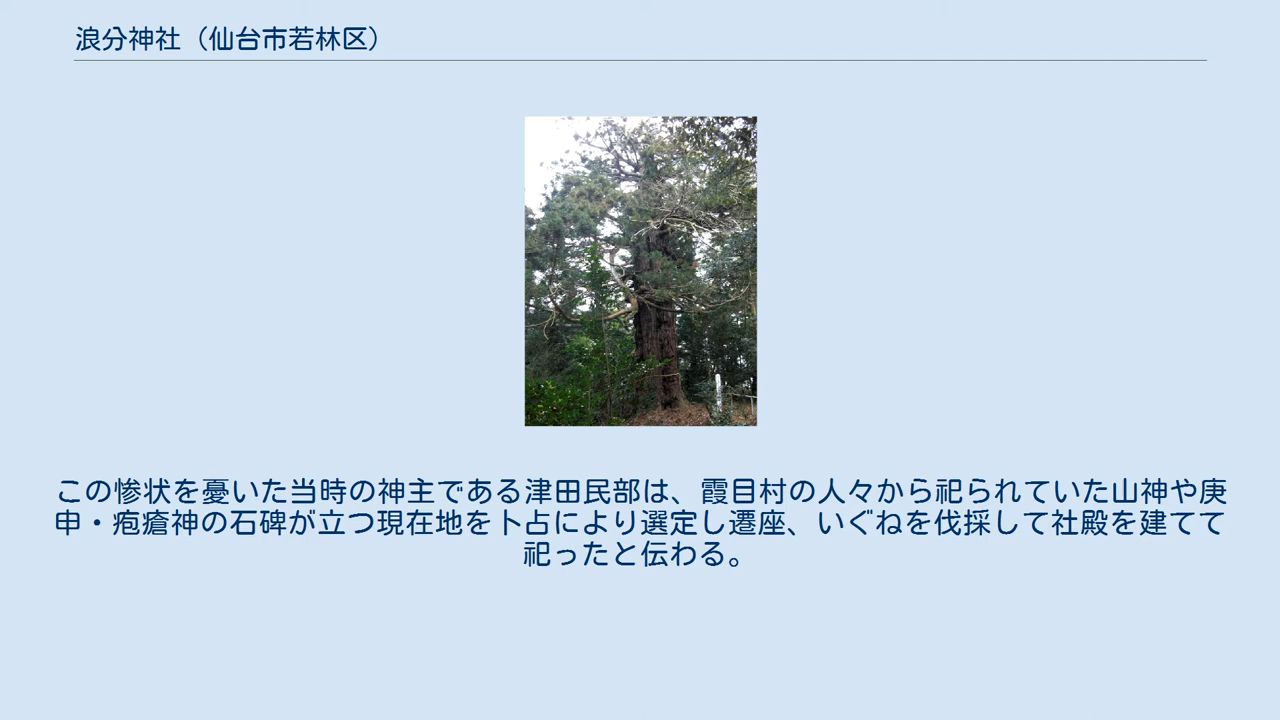 浪分神社（仙台市若林区）
この惨状を憂いた当時の神主である津田民部は、霞目村の人々から祀られていた山神や庚
申・疱瘡神の石碑が立つ現在地を卜占により選定し遷座、いぐねを伐採して社殿を建てて
祀ったと伝わる。